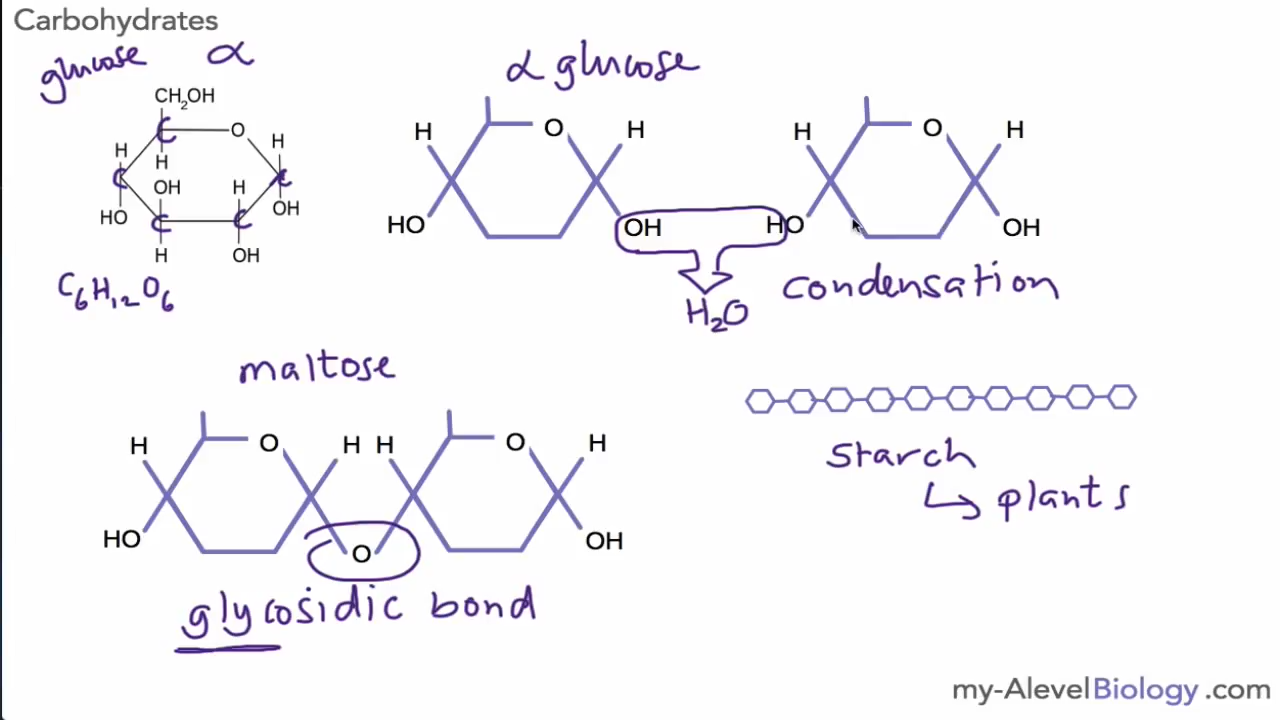 Carbohydrates
glucose α
CH2OH
O
H
H
H
OH
H
HO
OH
H
OH
C C C C C
C6H12O6
α glucose
H O H
HO OH
H O H
HO OH
H2O
condensation
maltose
H O H H O H
HO O OH
glycosidic bond
starch
↳ plants
my-AlevelBiology.com